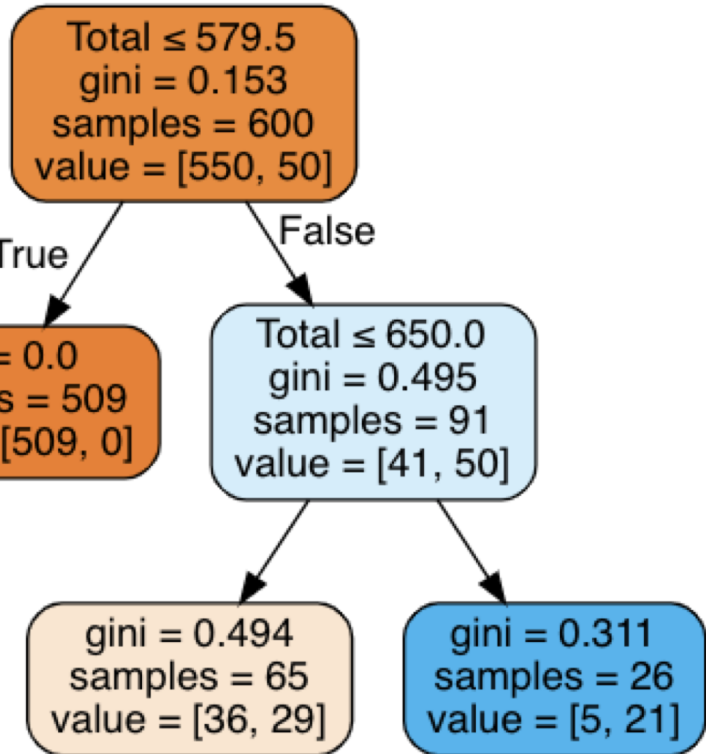 Total ≤ 579.5
gini = 0.153
samples = 600
value = [550, 50]
True
False
= 0.0
s = 509
[509, 0]
Total ≤ 650.0
gini = 0.495
samples = 91
value = [41, 50]
gini = 0.494
samples = 65
value = [36, 29]
gini = 0.311
samples = 26
value = [5, 21]